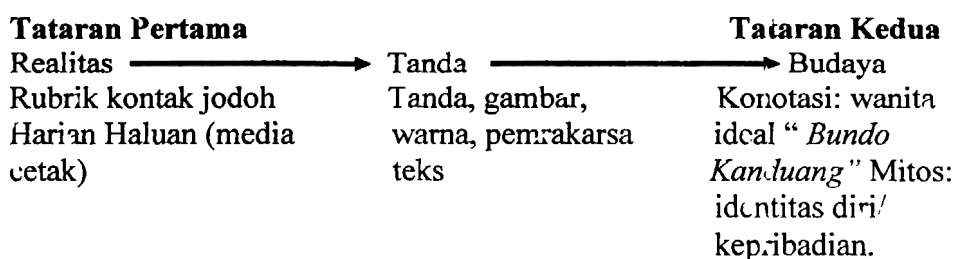 Tataran Pertama Tataran Kedua
Realitas Tanda Budaya
Rubrik kontak jodoh Tanda, gambar, Konotasi: wanita
Harian Haluan (media warna, pemrakarsa ideal " Bundo
cetak) teks Kanduang" Mitos:
identitas diri/
kepribadian.